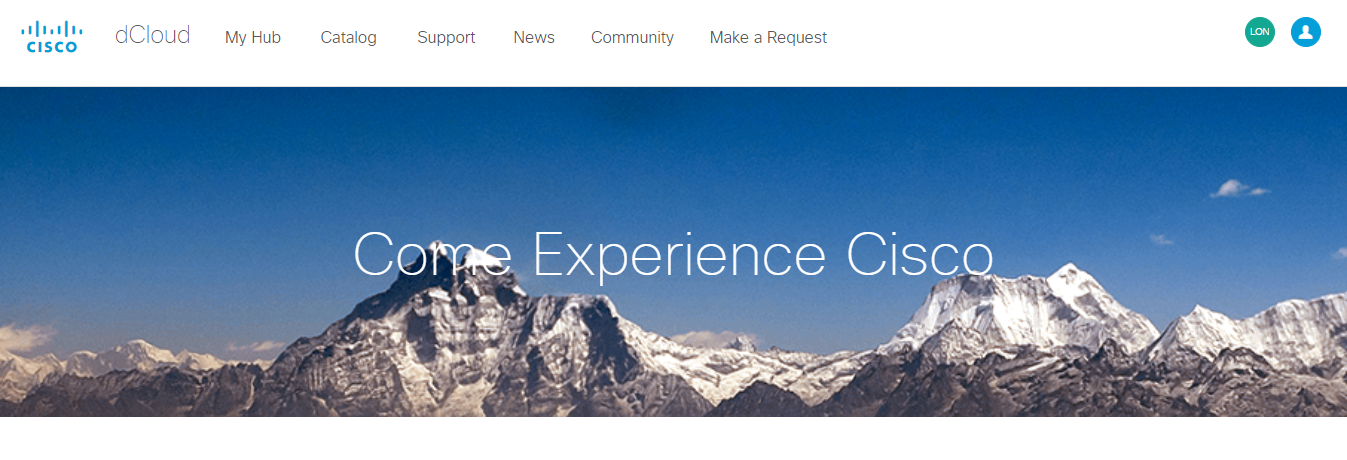 CISCO
dCloud
My Hub
Catalog
Support
News
Community
Make a Request
LON
Come Experience Cisco